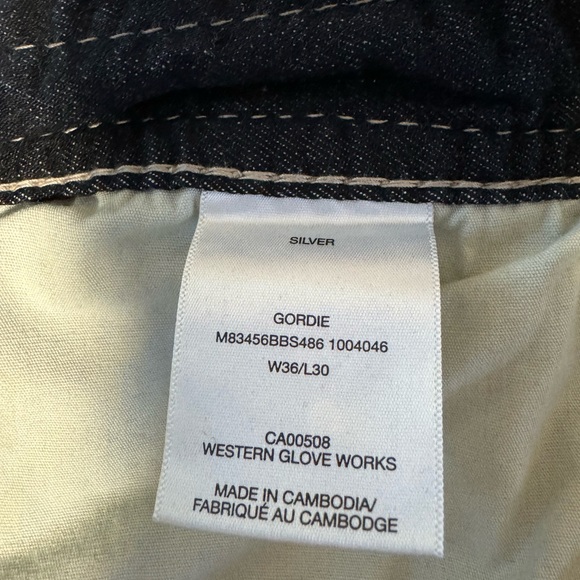 SILVER
GORDIE
M83456BBS486 1004046
W36/L30
CA00508
WESTERN GLOVE WORKS
MADE IN CAMBODIA/
FABRIQUÉ AU CAMBODGE